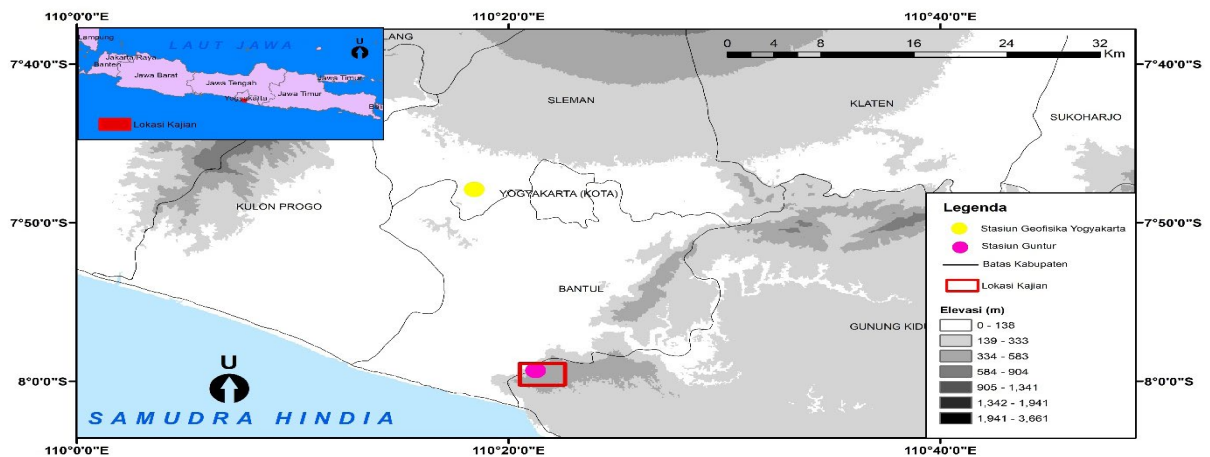 110°0'0"E
110°20'0"E
110°40'0"E
LAUT JAWA
U
Lampung
Jakarta Raya
Banten
Jawa Barat
Jawa Tengah
Jawa Timur
Yogyakarta
Jawa Timur
Lokasi Kajian
LANG
0 2 4 8 16 24 32
Km
7°40'0"S
7°40'0"S
SLEMAN
KLATEN
SUKOHARJO
YOGYAKARTA (KOTA)
KULON PROGO
7°50'0"S
7°50'0"S
BANTUL
GUNUNG KIDU
8°0'0"S
8°0'0"S
U
SAMUDRA HINDIA
Legenda
Stasiun Geofisika Yogyakarta
Stasiun Guntur
Batas Kabupaten
Lokasi Kajian
Elevasi (m)
0 - 138
139 - 333
334 - 583
584 - 904
905 - 1,341
1,342 - 1,941
1,941 - 3,661
110°0'0"E
110°20'0"E
110°40'0"E